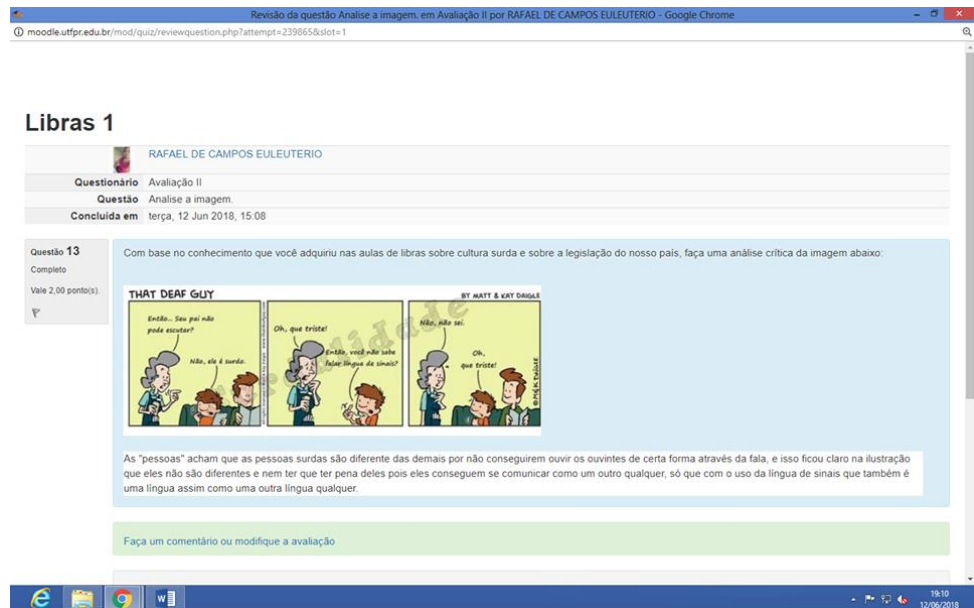 Revisão da questão Analise a imagem. em Avaliação II por RAFAEL DE CAMPOS EULEUTERIO - Google Chrome
moodle.utfpr.edu.br/mod/quiz/reviewquestion.php?attempt=239865&slot=1
Libras 1
RAFAEL DE CAMPOS EULEUTERIO
Questionário Avaliação II
Questão Analise a imagem.
Concluída em terça, 12 Jun 2018, 15:08
Questão 13
Completo
Vale 2,00 ponto(s).
Com base no conhecimento que você adquiriu nas aulas de libras sobre cultura surda e sobre a legislação do nosso país, faça uma análise crítica da imagem abaixo:
THAT DEAF GUY
BY MATT & KAY DAIGLE
Então... Seu pai não
pode escutar?
Não, ele é surdo.
Oh, que triste!
Então, você não sabe
falar língua de sinais?
Não, não sei.
Oh,
que triste!
As "pessoas" acham que as pessoas surdas são diferente das demais por não conseguirem ouvir os ouvintes de certa forma através da fala, e isso ficou claro na ilustração
que eles não são diferentes e nem ter que ter pena deles pois eles conseguem se comunicar como um outro qualquer, só que com o uso da língua de sinais que também é
uma língua assim como uma outra língua qualquer.
Faça um comentário ou modifique a avaliação
19:10
12/06/2018